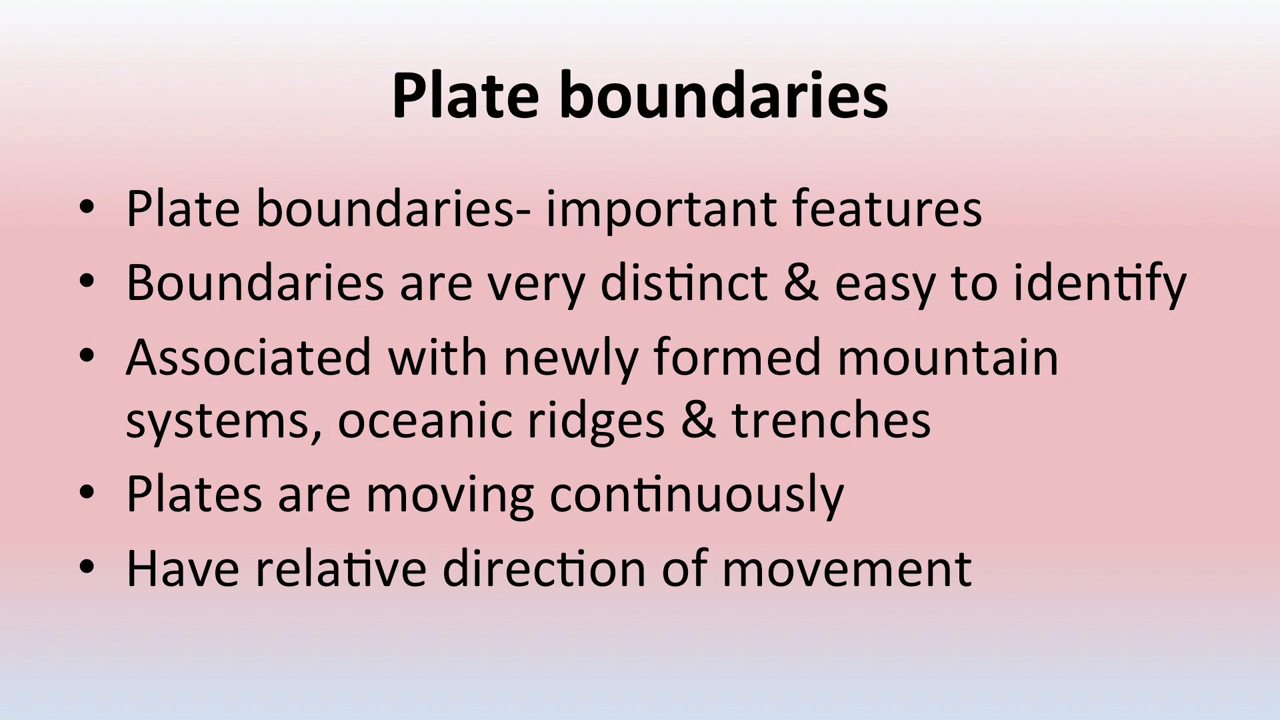 Plate boundaries
• Plate boundaries- important features
• Boundaries are very distinct & easy to identify
• Associated with newly formed mountain
systems, oceanic ridges & trenches
• Plates are moving continuously
• Have relative direction of movement